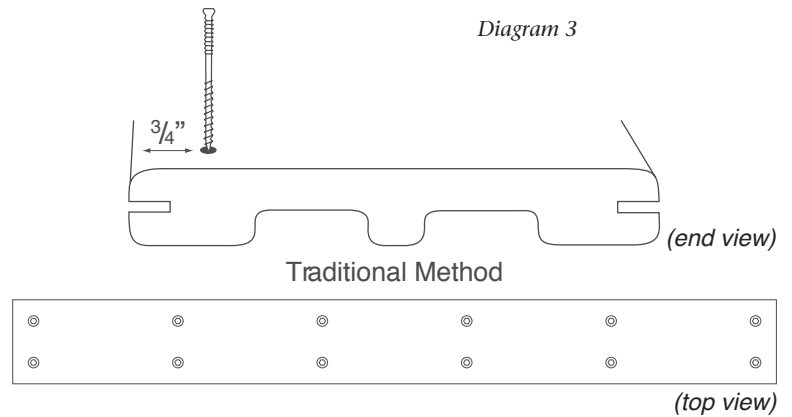 Diagram 3
3/4”
(end view)
Traditional Method
(top view)